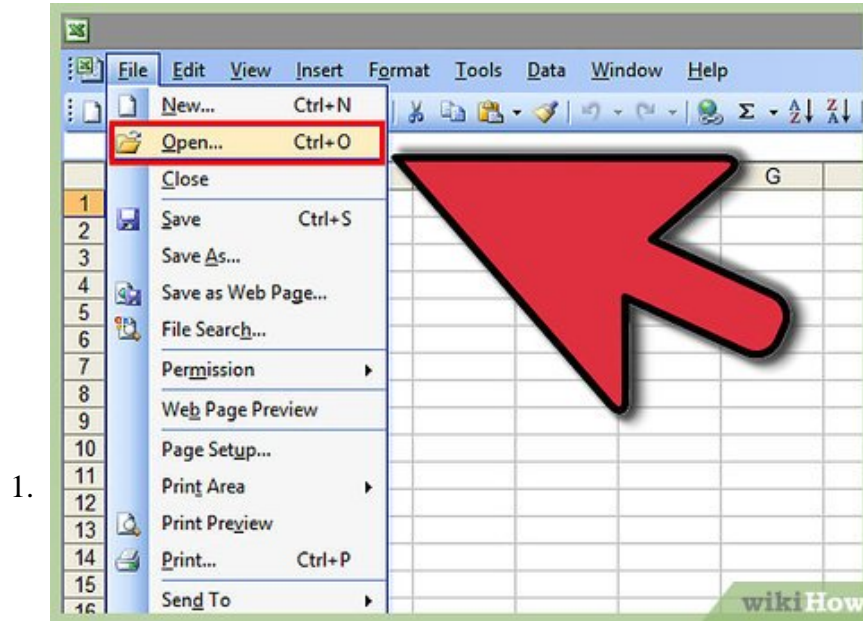 File Edit View Insert Format Tools Data Window Help
New... Ctrl+N
Open... Ctrl+O
Close
G
1
Save Ctrl+S
2
Save As...
3
4
Save as Web Page...
5
File Search...
6
7
Permission
8
Web Page Preview
9
10
Page Setup...
1.
11
Print Area
12
13
Print Preview
14
Print... Ctrl+P
15
Send To
16
wikiHow